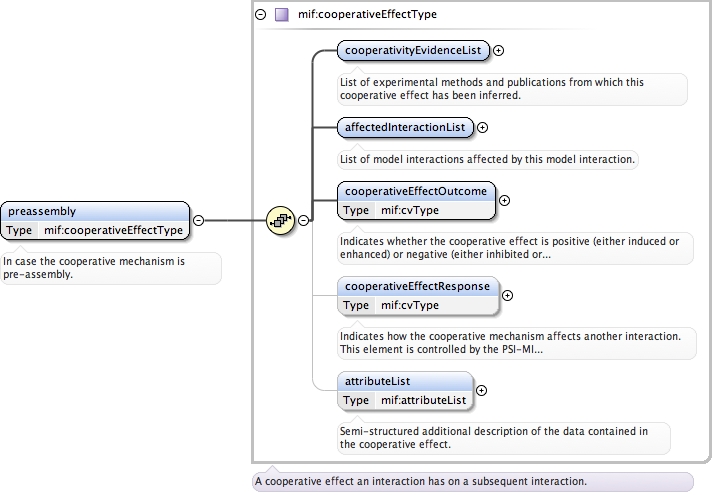 mif:cooperativeEffectType
cooperativityEvidenceList
List of experimental methods and publications from which this
cooperative effect has been inferred.
affectedInteractionList
List of model interactions affected by this model interaction.
preassembly
Type mif:cooperativeEffectType
In case the cooperative mechanism is
pre-assembly.
cooperativeEffectOutcome
Type mif:cvType
Indicates whether the cooperative effect is positive (either induced or
enhanced) or negative (either inhibited or...
cooperativeEffectResponse
Type mif:cvType
Indicates how the cooperative mechanism affects another interaction.
This element is controlled by the PSI-MI...
attributeList
Type mif:attributeList
Semi-structured additional description of the data contained in
the cooperative effect.
A cooperative effect an interaction has on a subsequent interaction.